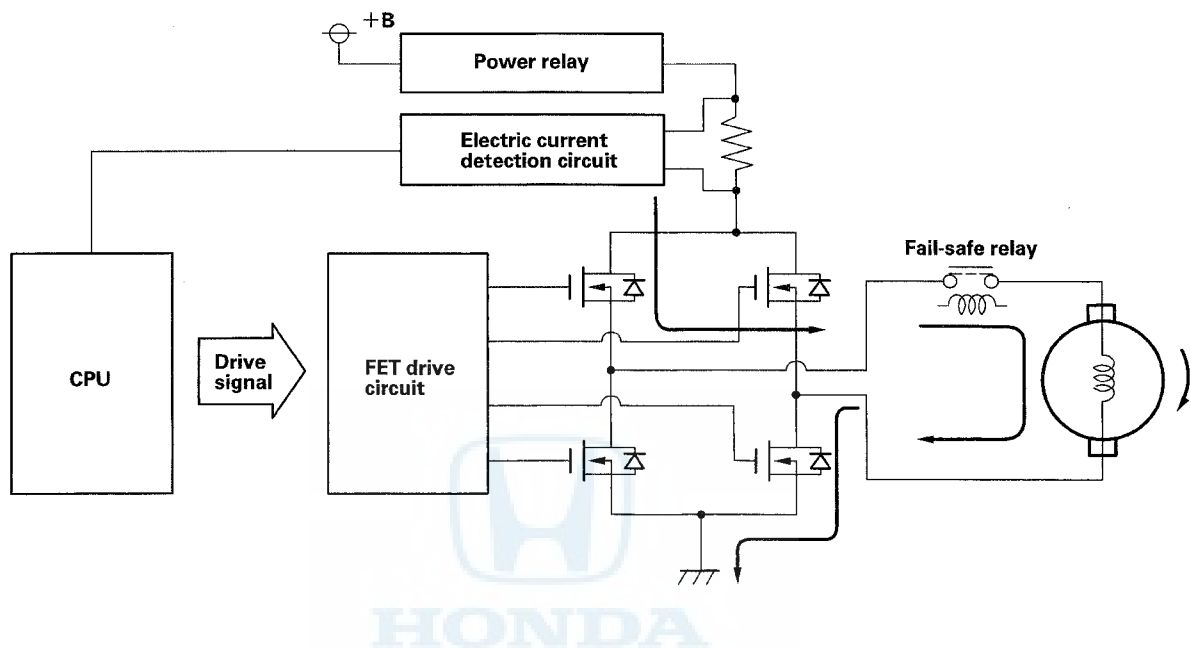 +B
Power relay
Electric current
detection circuit
Fail-safe relay
CPU
Drive
signal
FET drive
circuit
HONDA